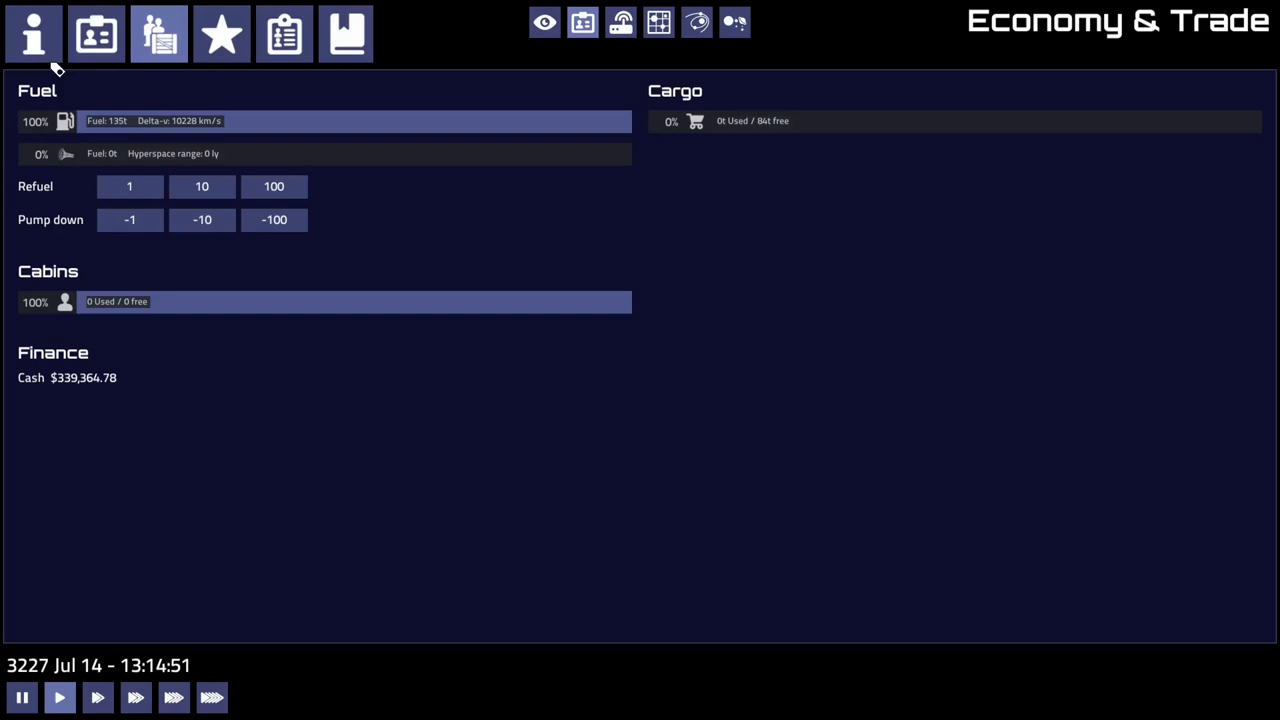 Economy & Trade
Fuel
100% Fuel: 135t Delta-v: 10228 km/s
0% Fuel: 0t Hyperspace range: 0 ly
Refuel 1 10 100
Pump down -1 -10 -100
Cabins
100% 0 Used / 0 free
Finance
Cash $339,364.78
Cargo
0% 0t Used / 84t free
3227 Jul 14 - 13:14:51